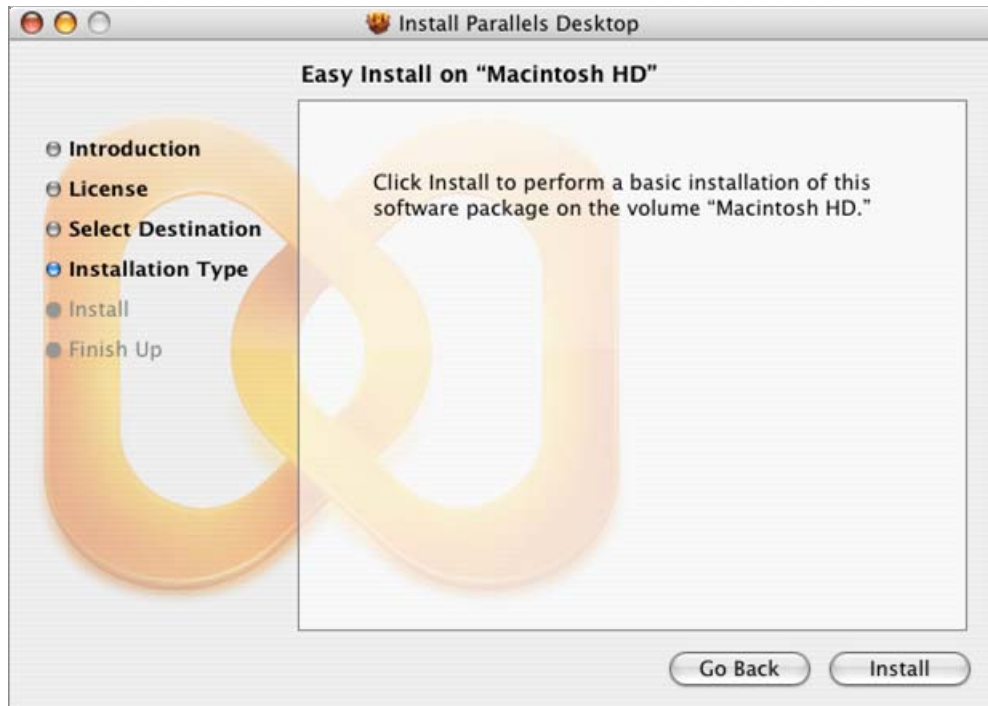 Install Parallels Desktop
Easy Install on “Macintosh HD”
Introduction
License
Select Destination
Installation Type
Install
Finish Up
Click Install to perform a basic installation of this
software package on the volume “Macintosh HD.”
Go Back
Install